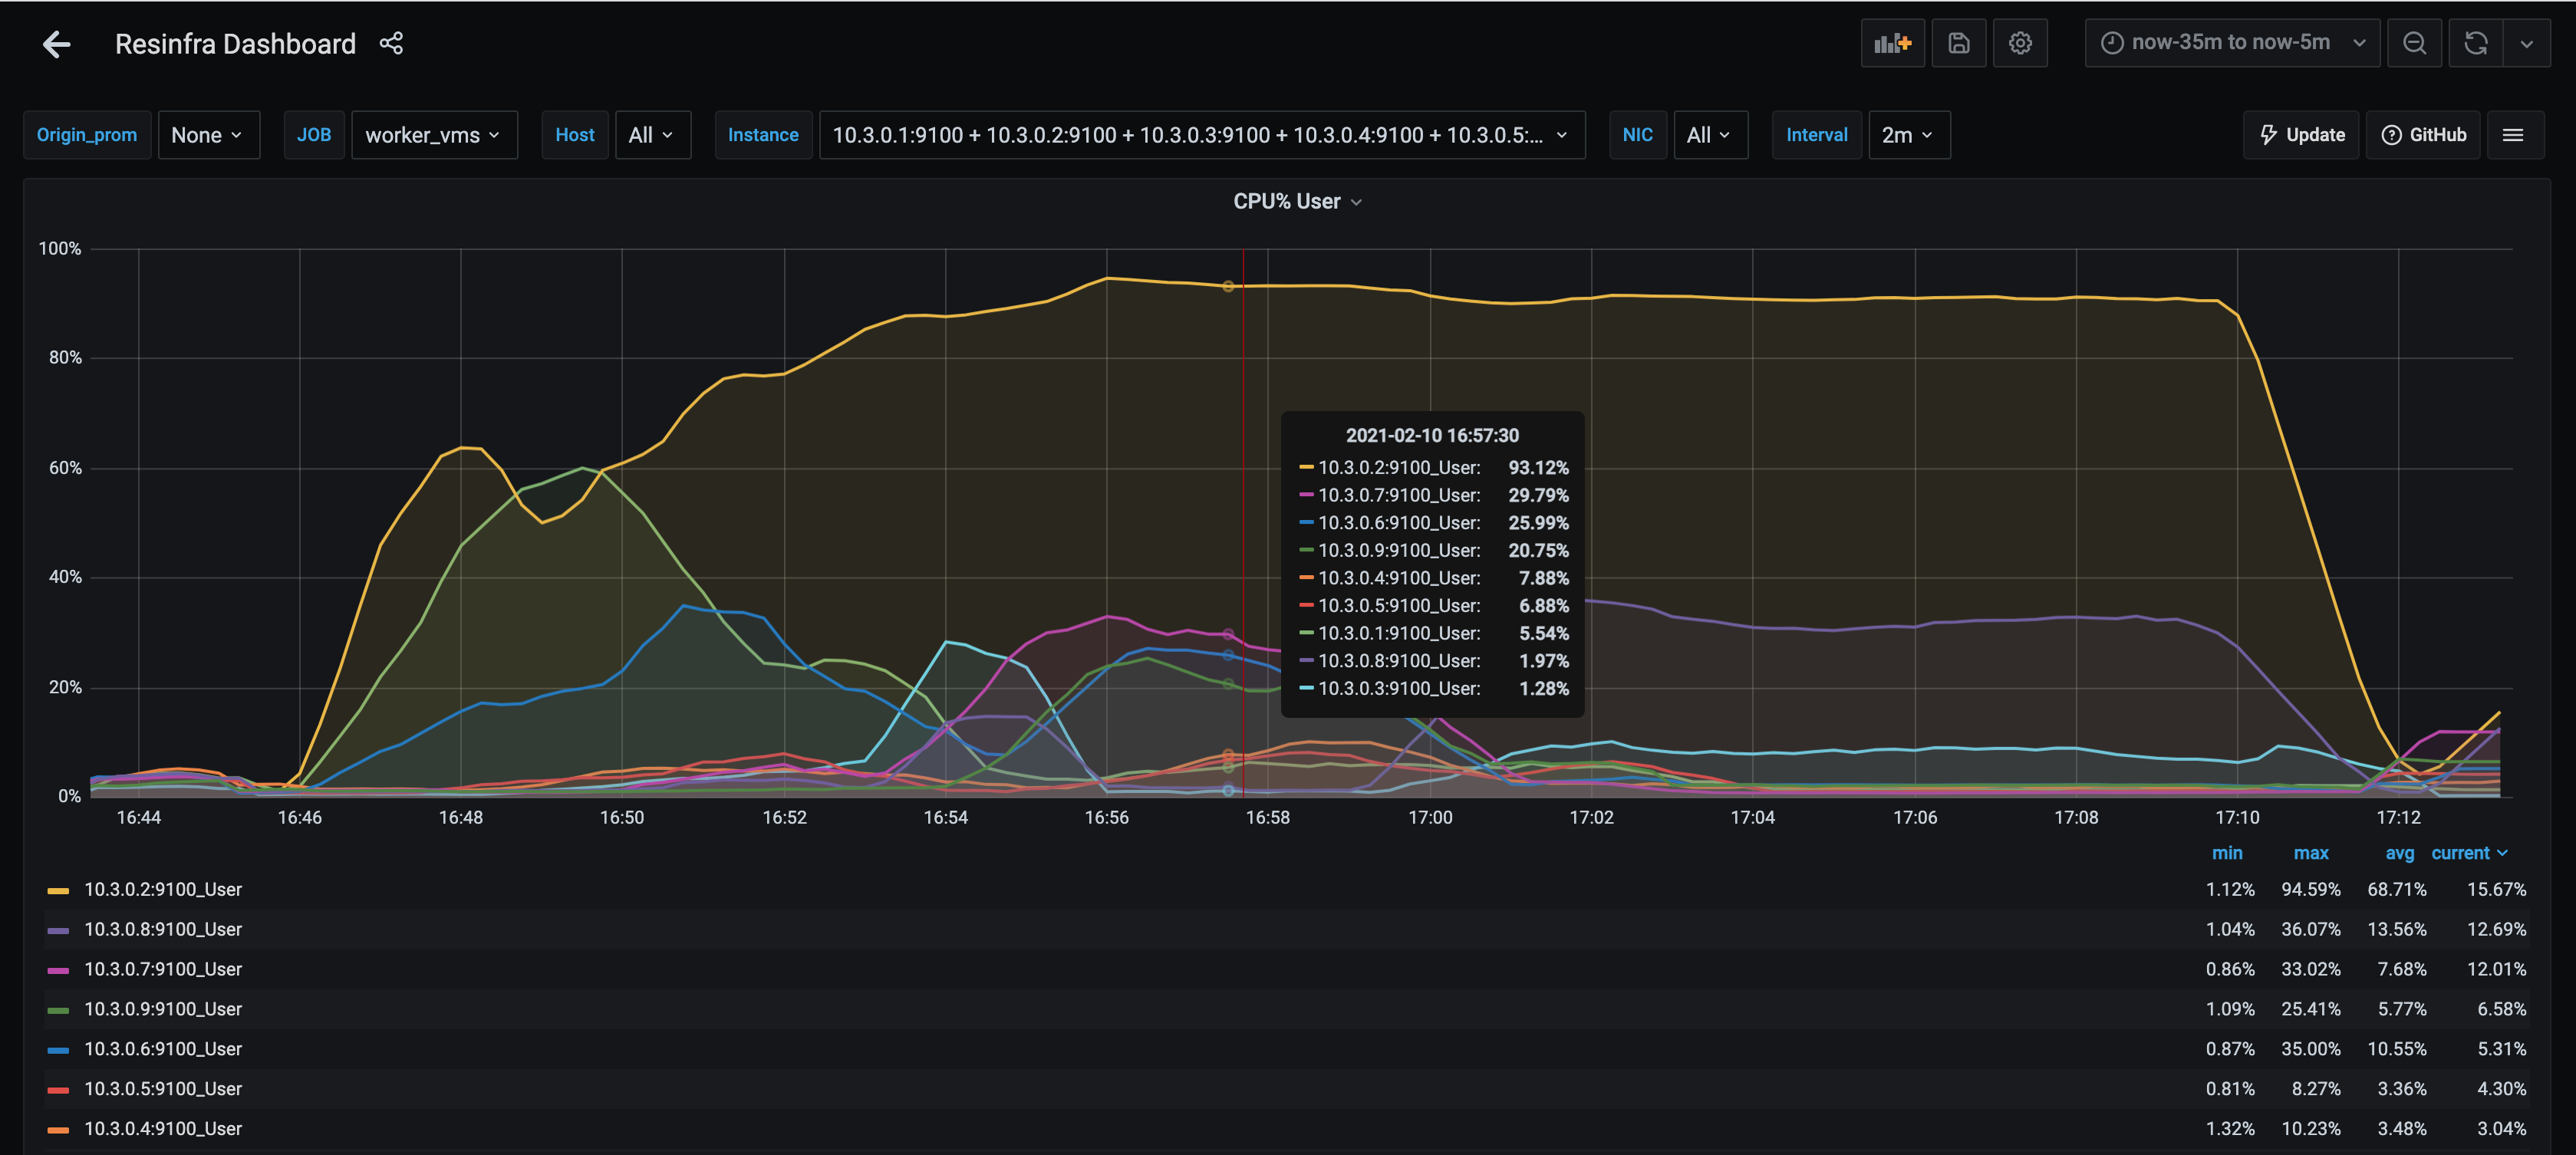 Resinfra Dashboard
now-35m to now-5m
Origin_prom None JOB worker_vms Host All Instance 10.3.0.1:9100 + 10.3.0.2:9100 + 10.3.0.3:9100 + 10.3.0.4:9100 + 10.3.0.5:... NIC All Interval 2m Update GitHub
CPU% User
100%
80%
60%
40%
20%
0%
2021-02-10 16:57:30
10.3.0.2:9100_User: 93.12%
10.3.0.7:9100_User: 29.79%
10.3.0.6:9100_User: 25.99%
10.3.0.9:9100_User: 20.75%
10.3.0.4:9100_User: 7.88%
10.3.0.5:9100_User: 6.88%
10.3.0.1:9100_User: 5.54%
10.3.0.8:9100_User: 1.97%
10.3.0.3:9100_User: 1.28%
16:44 16:46 16:48 16:50 16:52 16:54 16:56 16:58 17:00 17:02 17:04 17:06 17:08 17:10 17:12
min max avg current
10.3.0.2:9100_User 1.12% 94.59% 68.71% 15.67%
10.3.0.8:9100_User 1.04% 36.07% 13.56% 12.69%
10.3.0.7:9100_User 0.86% 33.02% 7.68% 12.01%
10.3.0.9:9100_User 1.09% 25.41% 5.77% 6.58%
10.3.0.6:9100_User 0.87% 35.00% 10.55% 5.31%
10.3.0.5:9100_User 0.81% 8.27% 3.36% 4.30%
10.3.0.4:9100_User 1.32% 10.23% 3.48% 3.04%